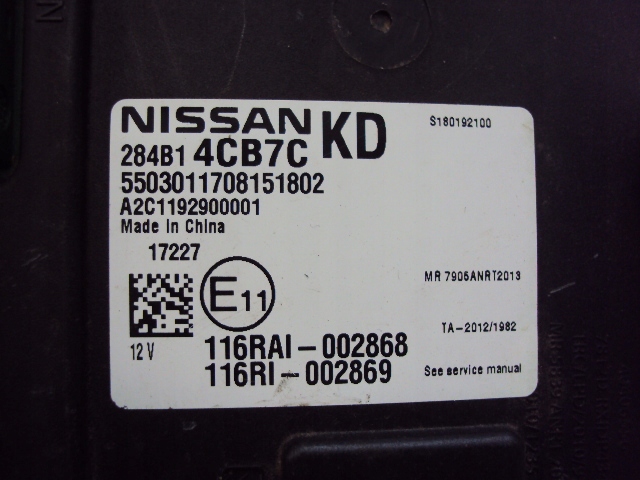 NISSAN KD
S180192100
284B1 4CB7C
5503011708151802
A2C1192900001
Made in China
17227
MR 7905ANRT2013
E11
TA-2012/1982
12 V
116RAI-002868
116RI-002869
See service manual